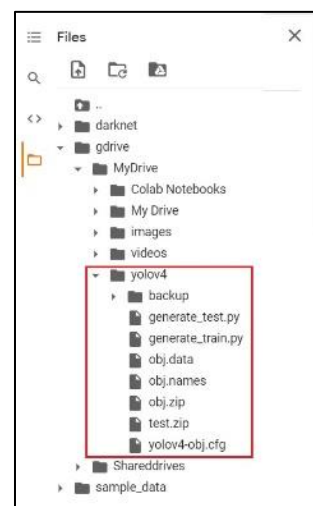 Files
..
darknet
gdrive
MyDrive
Colab Notebooks
My Drive
images
videos
yolov4
backup
generate_test.py
generate_train.py
obj.data
obj.names
obj.zip
test.zip
yolov4-obj.cfg
Shareddrives
sample_data